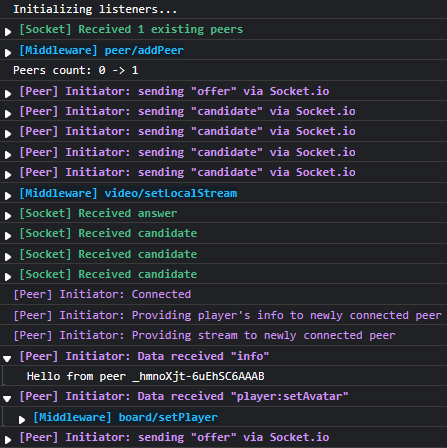 Initializing listeners...
[Socket] Received 1 existing peers
[Middleware] peer/addPeer
Peers count: 0 -> 1
[Peer] Initiator: sending "offer" via Socket.io
[Peer] Initiator: sending "candidate" via Socket.io
[Peer] Initiator: sending "candidate" via Socket.io
[Peer] Initiator: sending "candidate" via Socket.io
[Peer] Initiator: sending "candidate" via Socket.io
[Middleware] video/setLocalStream
[Socket] Received answer
[Socket] Received candidate
[Socket] Received candidate
[Socket] Received candidate
[Peer] Initiator: Connected
[Peer] Initiator: Providing player's info to newly connected peer
[Peer] Initiator: Providing stream to newly connected peer
[Peer] Initiator: Data received "info"
Hello from peer _hmnoXjt-6uEhSC6AAAB
[Peer] Initiator: Data received "player:setAvatar"
[Middleware] board/setPlayer
[Peer] Initiator: sending "offer" via Socket.io